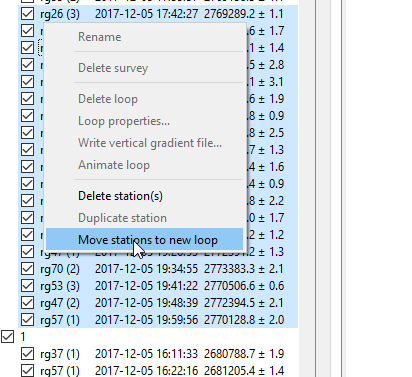 rg26 (3) 2017-12-05 17:42:27 2769289.2 ± 1.1
Rename
± 1.7
± 1.4
Delete survey
± 2.8
± 3.1
Delete loop
± 1.9
Loop properties...
± 0.9
± 2.5
Write vertical gradient file...
± 1.3
Animate loop
± 1.6
± 0.9
Delete station(s)
± 2.2
Duplicate station
± 1.7
Move stations to new loop
± 1.2
± 1.3
rg70 (2) 2017-12-05 19:34:55 2773383.3 ± 2.1
rg53 (3) 2017-12-05 19:41:22 2770506.6 ± 0.6
rg47 (2) 2017-12-05 19:48:39 2772394.5 ± 2.1
rg57 (1) 2017-12-05 19:59:56 2770128.8 ± 2.0
1
rg37 (1) 2017-12-05 16:11:33 2680788.7 ± 1.9
rg57 (1) 2017-12-05 16:22:16 2681205.4 ± 1.4